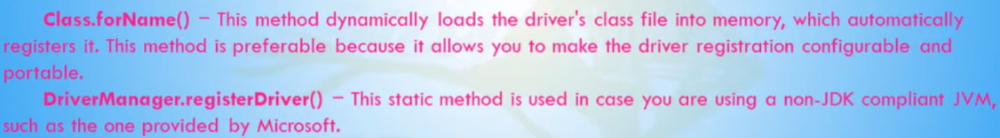 Class.forName() – This method dynamically loads the driver's class file into memory, which automatically
registers it. This method is preferable because it allows you to make the driver registration configurable and
portable.
DriverManager.registerDriver() – This static method is used in case you are using a non-JDK compliant JVM,
such as the one provided by Microsoft.